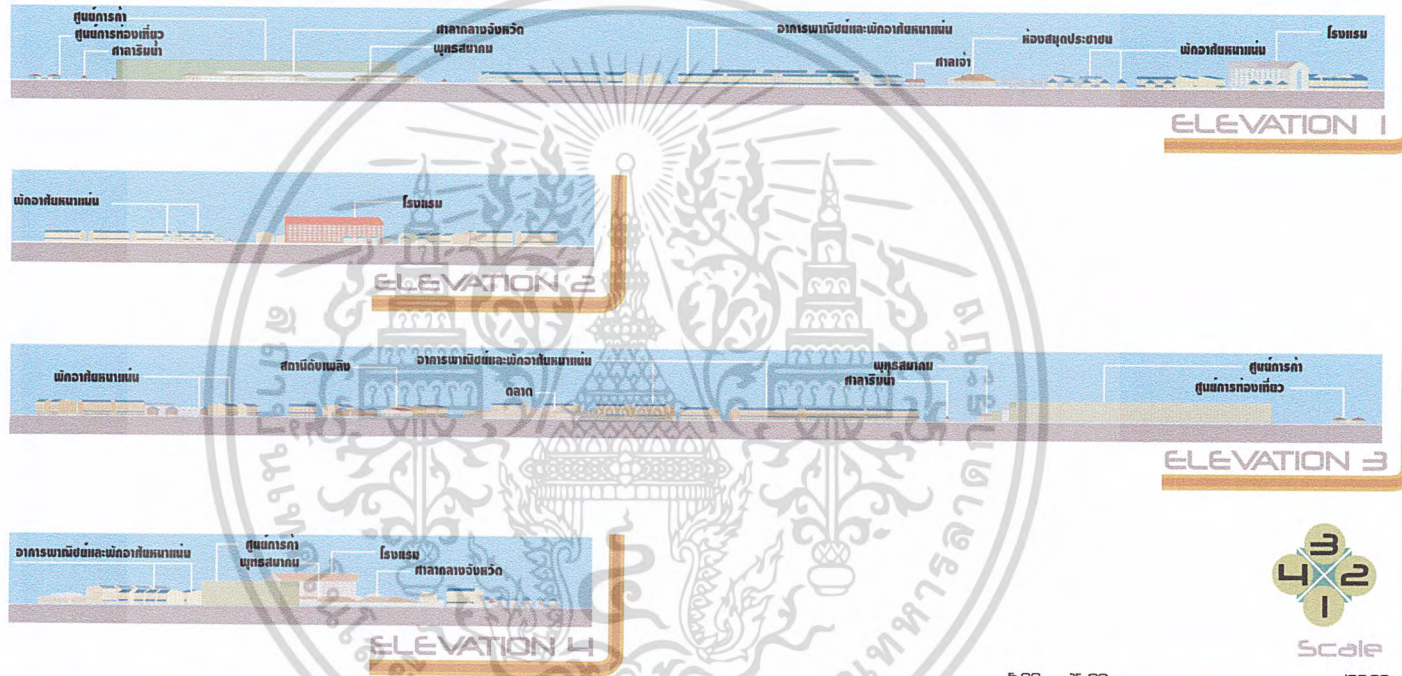 ศูนย์การค้า
ศูนย์การท่องเที่ยว
ศาลาริมน้ำ
ศาลากลางจังหวัด
พุทธสมาคม
อาคารพาณิชย์และพักอาศัยหนาแน่น
ศาลเจ้า
ห้องสมุดประชาชน
พักอาศัยหนาแน่น
โรงแรม
ELEVATION 1
พักอาศัยหนาแน่น
โรงแรม
ELEVATION 2
พักอาศัยหนาแน่น
สถานีดับเพลิง
อาคารพาณิชย์และพักอาศัยหนาแน่น
ตลาด
พุทธสมาคม
ศาลาริมน้ำ
ศูนย์การค้า
ศูนย์การท่องเที่ยว
ELEVATION 3
อาคารพาณิชย์และพักอาศัยหนาแน่น
ศูนย์การค้า
พุทธสมาคม
โรงแรม
ศาลากลางจังหวัด
ELEVATION 4
3
4 2
1
Scale